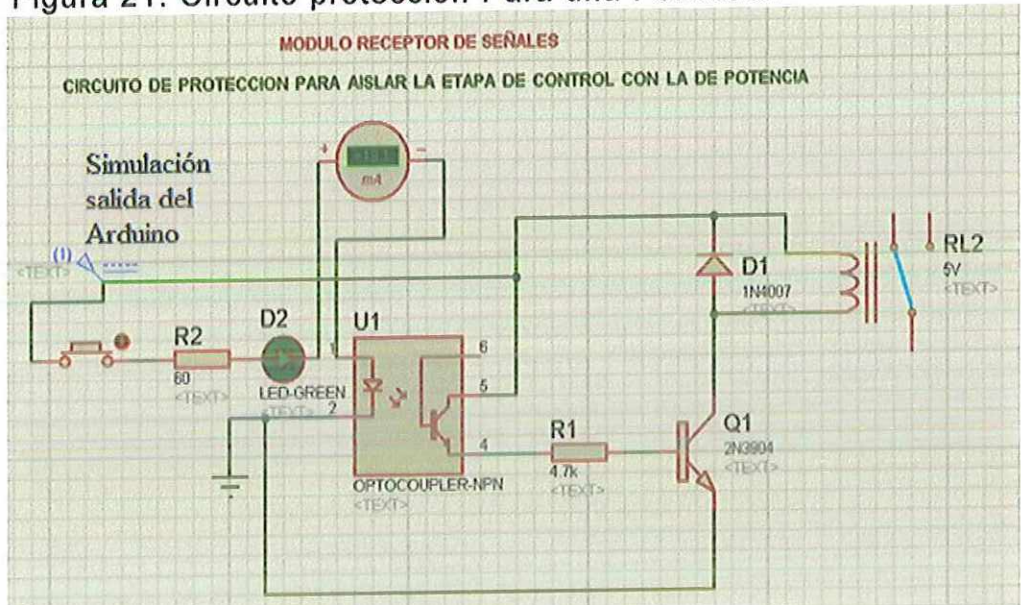 Figura 21. Circuito protección Para una
MODULO RECEPTOR DE SEÑALES
CIRCUITO DE PROTECCION PARA AISLAR LA ETAPA DE CONTROL CON LA DE POTENCIA
Simulación
salida del
Arduino
(1)
<TEXT>
+
-
mA
R2
60
<TEXT>
D2
LED-GREEN
<TEXT>
U1
1
2
6
5
4
OPTOCOUPLER-NPN
<TEXT>
R1
4.7k
<TEXT>
D1
1N4007
<TEXT>
Q1
2N3904
<TEXT>
RL2
5V
<TEXT>